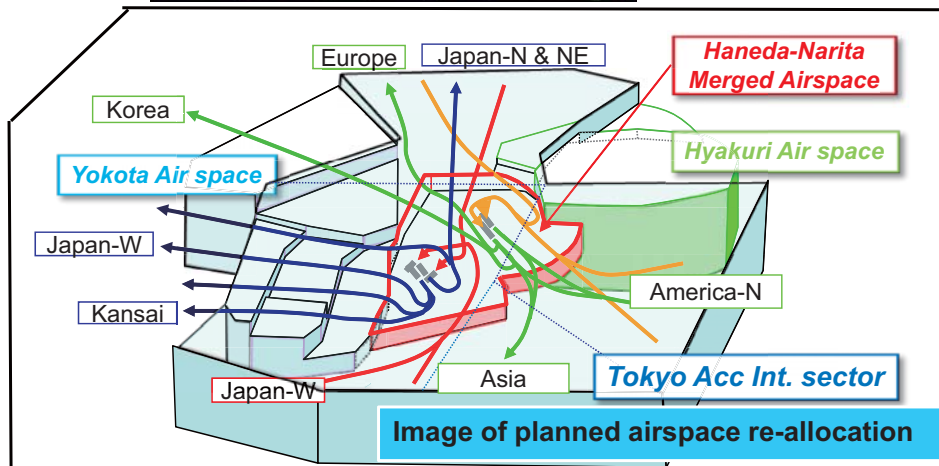 Europe
Japan-N & NE
Haneda-Narita
Merged Airspace
Korea
Hyakuri Air space
Yokota Air space
Japan-W
America-N
Kansai
Japan-W
Asia
Tokyo Acc Int. sector
Image of planned airspace re-allocation